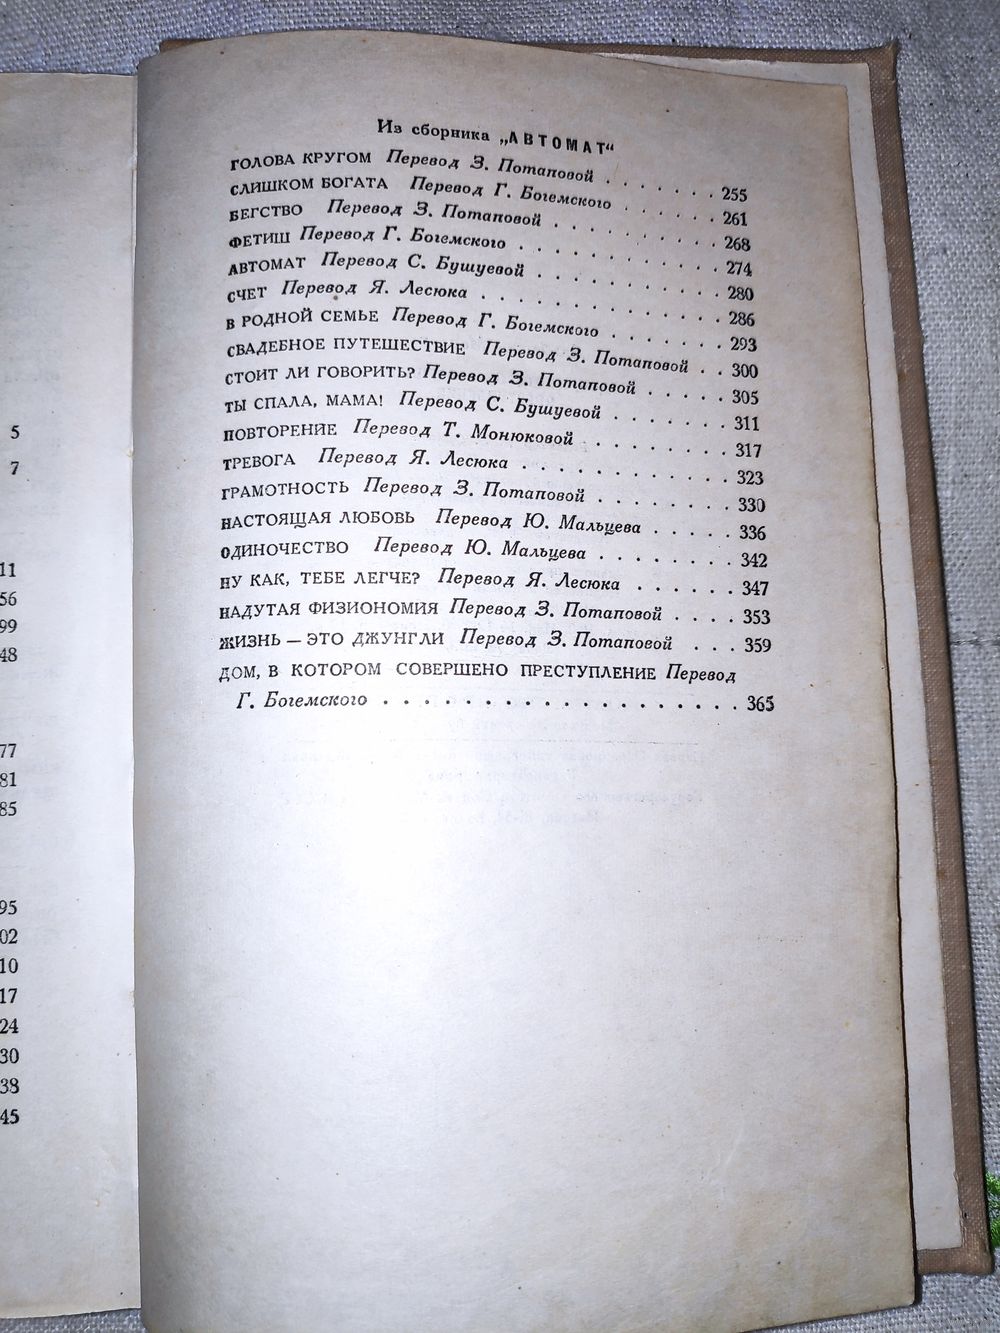 5
7
11
56
99
48
77
81
85
95
02
10
17
24
30
38
45
Из сборника „АВТОМАТ“
ГОЛОВА КРУГОМ Перевод З. Потаповой . . . . . . . 255
СЛИШКОМ БОГАТА Перевод Г. Богемского . . . . . . 261
БЕГСТВО Перевод З. Потаповой . . . . . . . . . . 268
ФЕТИШ Перевод Г. Богемского . . . . . . . . . . . 274
АВТОМАТ Перевод С. Бушуевой . . . . . . . . . . . 280
СЧЕТ Перевод Я. Лесюка . . . . . . . . . . . . . 286
В РОДНОЙ СЕМЬЕ Перевод Г. Богемского . . . . . . . 293
СВАДЕБНОЕ ПУТЕШЕСТВИЕ Перевод З. Потаповой . . 300
СТОИТ ЛИ ГОВОРИТЬ? Перевод З. Потаповой . . . . . 305
ТЫ СПАЛА, МАМА! Перевод С. Бушуевой . . . . . . . 311
ПОВТОРЕНИЕ Перевод Т. Монюковой . . . . . . . . . 317
ТРЕВОГА Перевод Я. Лесюка . . . . . . . . . . . . 323
ГРАМОТНОСТЬ Перевод З. Потаповой . . . . . . . . 330
НАСТОЯЩАЯ ЛЮБОВЬ Перевод Ю. Мальцева . . . . . 336
ОДИНОЧЕСТВО Перевод Ю. Мальцева . . . . . . . . 342
НУ КАК, ТЕБЕ ЛЕГЧЕ? Перевод Я. Лесюка . . . . . . 347
НАДУТАЯ ФИЗИОНОМИЯ Перевод З. Потаповой . . . . 353
ЖИЗНЬ — ЭТО ДЖУНГЛИ Перевод З. Потаповой . . . 359
ДОМ, В КОТОРОМ СОВЕРШЕНО ПРЕСТУПЛЕНИЕ Перевод
Г. Богемского . . . . . . . . . . . . . . . . . . 365